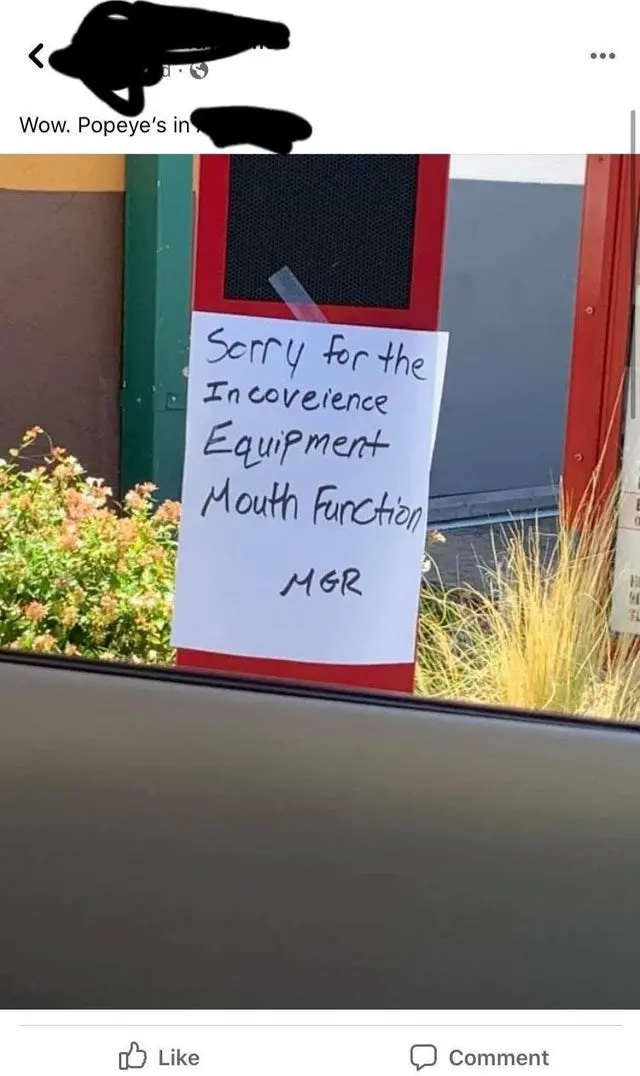 Wow. Popeye's in
Sorry for the
Incoveience
Equipment
Mouth Function
MGR
Like
Comment